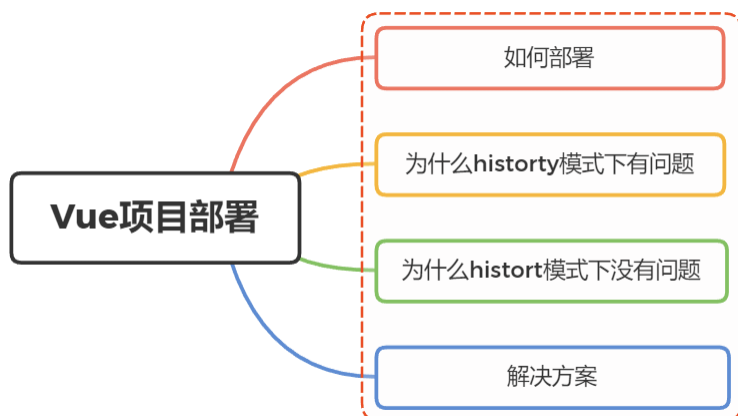 如何部署
为什么historty模式下有问题
Vue项目部署
为什么histort模式下没有问题
解决方案